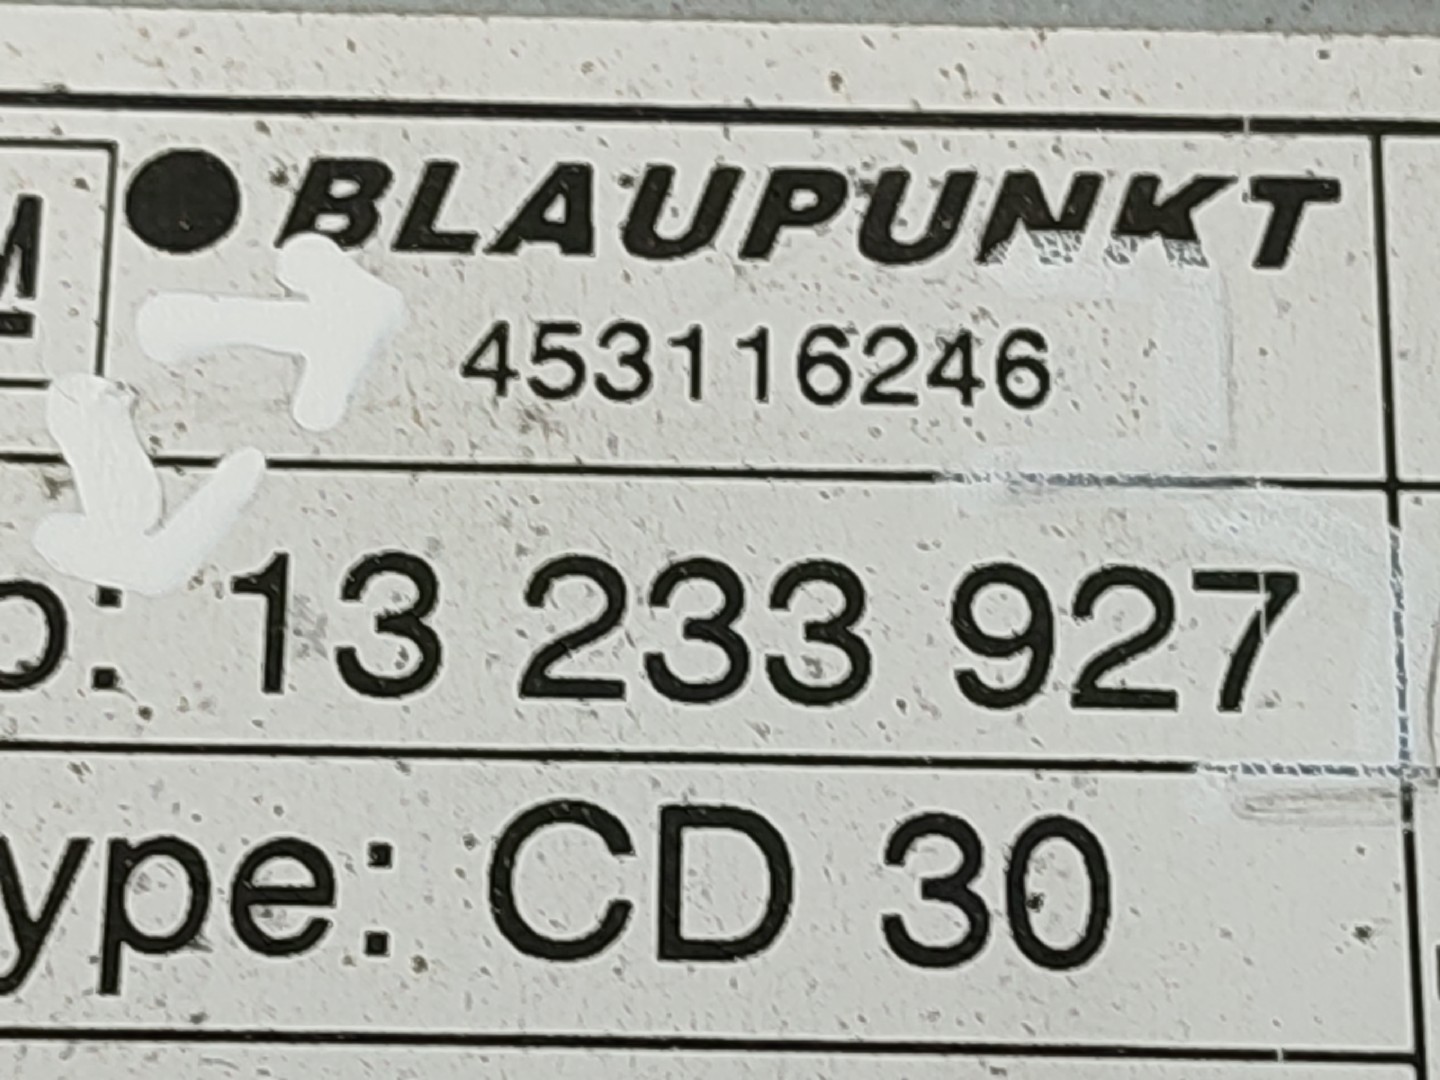 BLAUPUNKT
453116246
o: 13 233 927
ype: CD 30